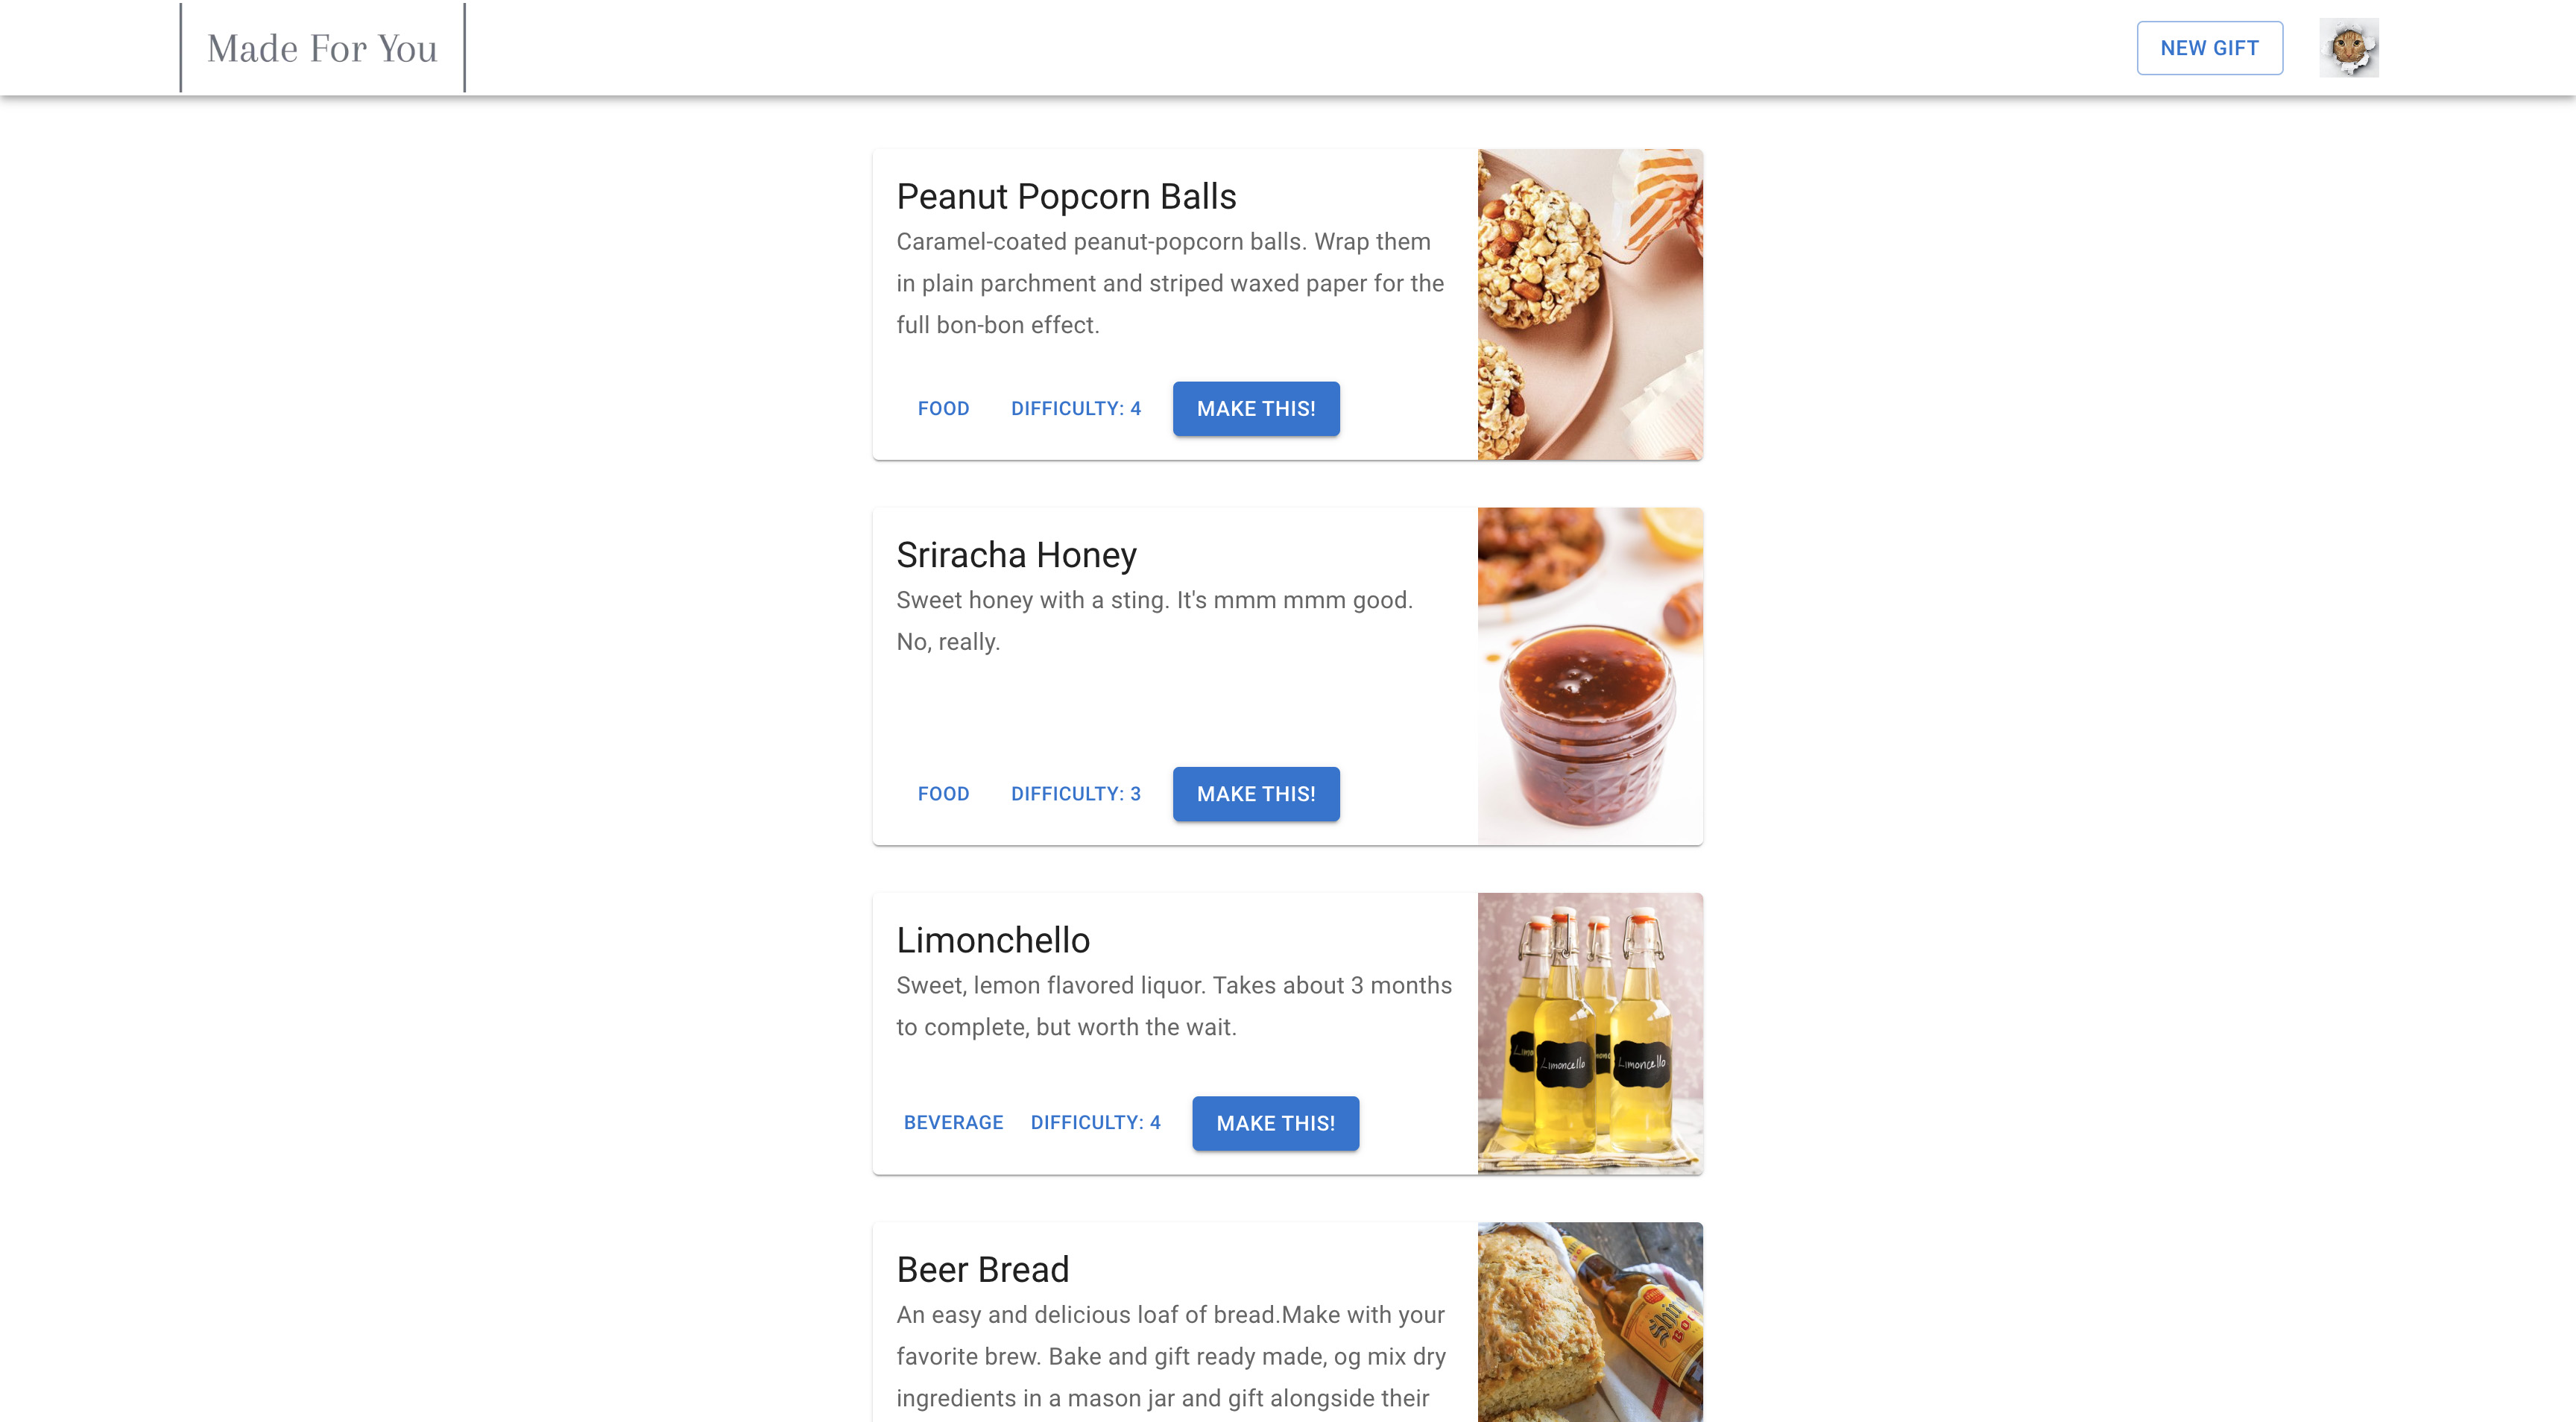 Made For You
NEW GIFT
Peanut Popcorn Balls
Caramel-coated peanut-popcorn balls. Wrap them
in plain parchment and striped waxed paper for the
full bon-bon effect.
FOOD DIFFICULTY: 4 MAKE THIS!
Sriracha Honey
Sweet honey with a sting. It's mmm mmm good.
No, really.
FOOD DIFFICULTY: 3 MAKE THIS!
Limonchello
Sweet, lemon flavored liquor. Takes about 3 months
to complete, but worth the wait.
BEVERAGE DIFFICULTY: 4 MAKE THIS!
Limoncello Limoncello
Beer Bread
An easy and delicious loaf of bread.Make with your
favorite brew. Bake and gift ready made, og mix dry
ingredients in a mason jar and gift alongside their